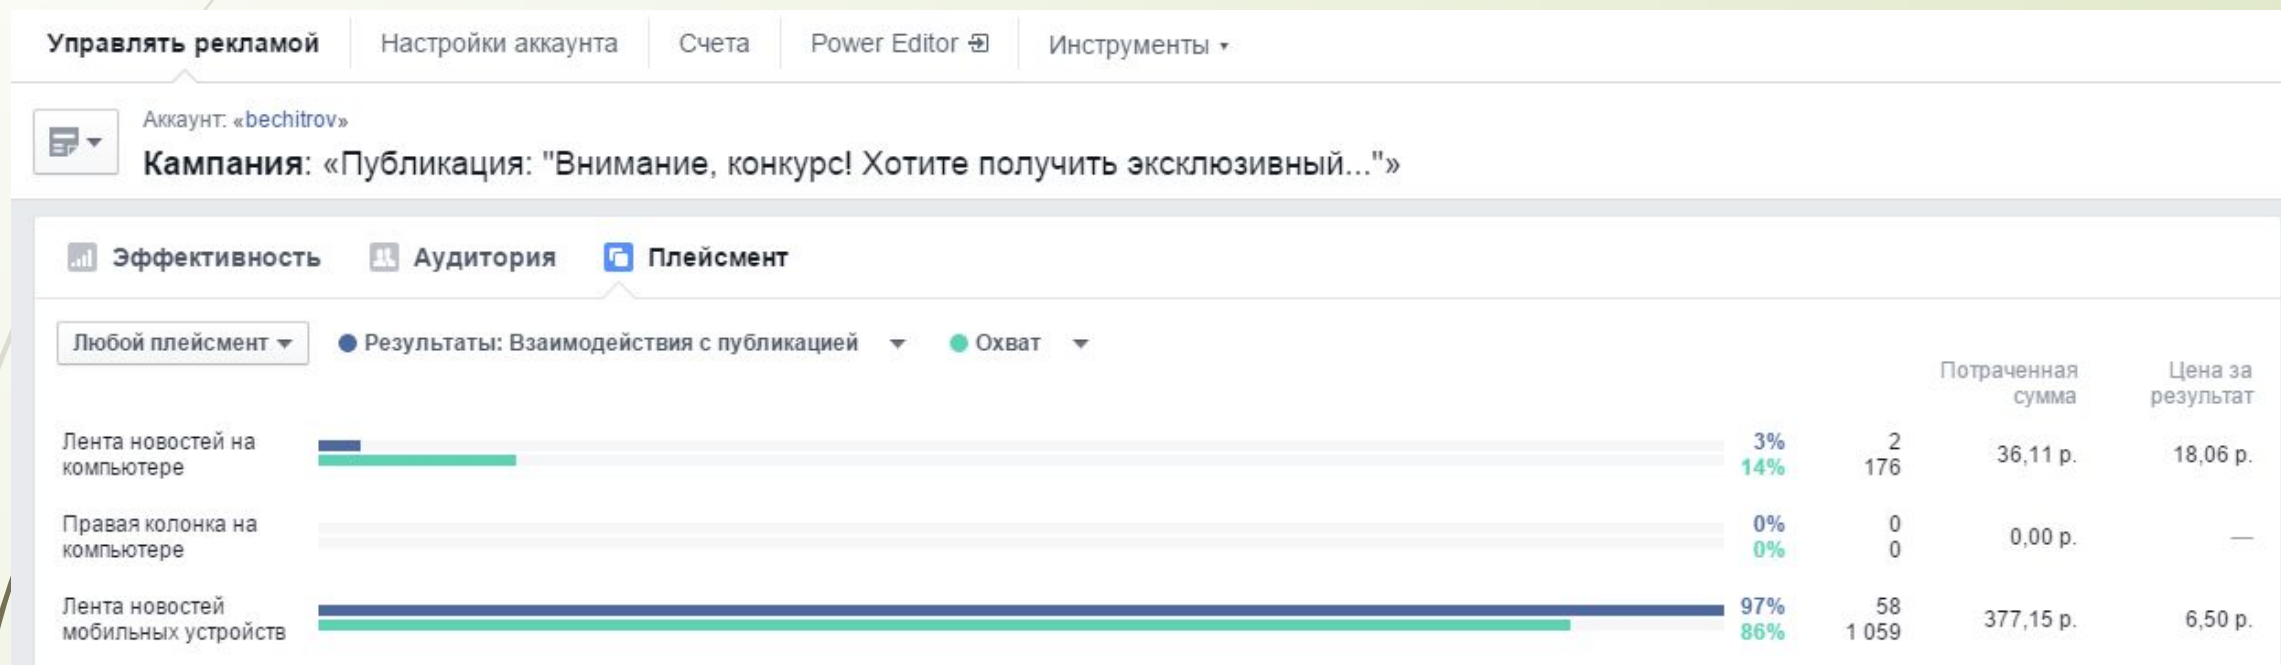 Управлять рекламой Настройки аккаунта Счета Power Editor Инструменты
Аккаунт: «bechitrov»
Кампания: «Публикация: "Внимание, конкурс! Хотите получить эксклюзивный..."»
Эффективность Аудитория Плейсмент
Любой плейсмент Результаты: Взаимодействия с публикацией Охват
Потраченная Цена за
сумма результат
Лента новостей на 3% 2
компьютере 14% 176 36,11 р. 18,06 р.
Правая колонка на 0% 0
компьютере 0% 0 0,00 р. —
Лента новостей 97% 58
мобильных устройств 86% 1 059 377,15 р. 6,50 р.